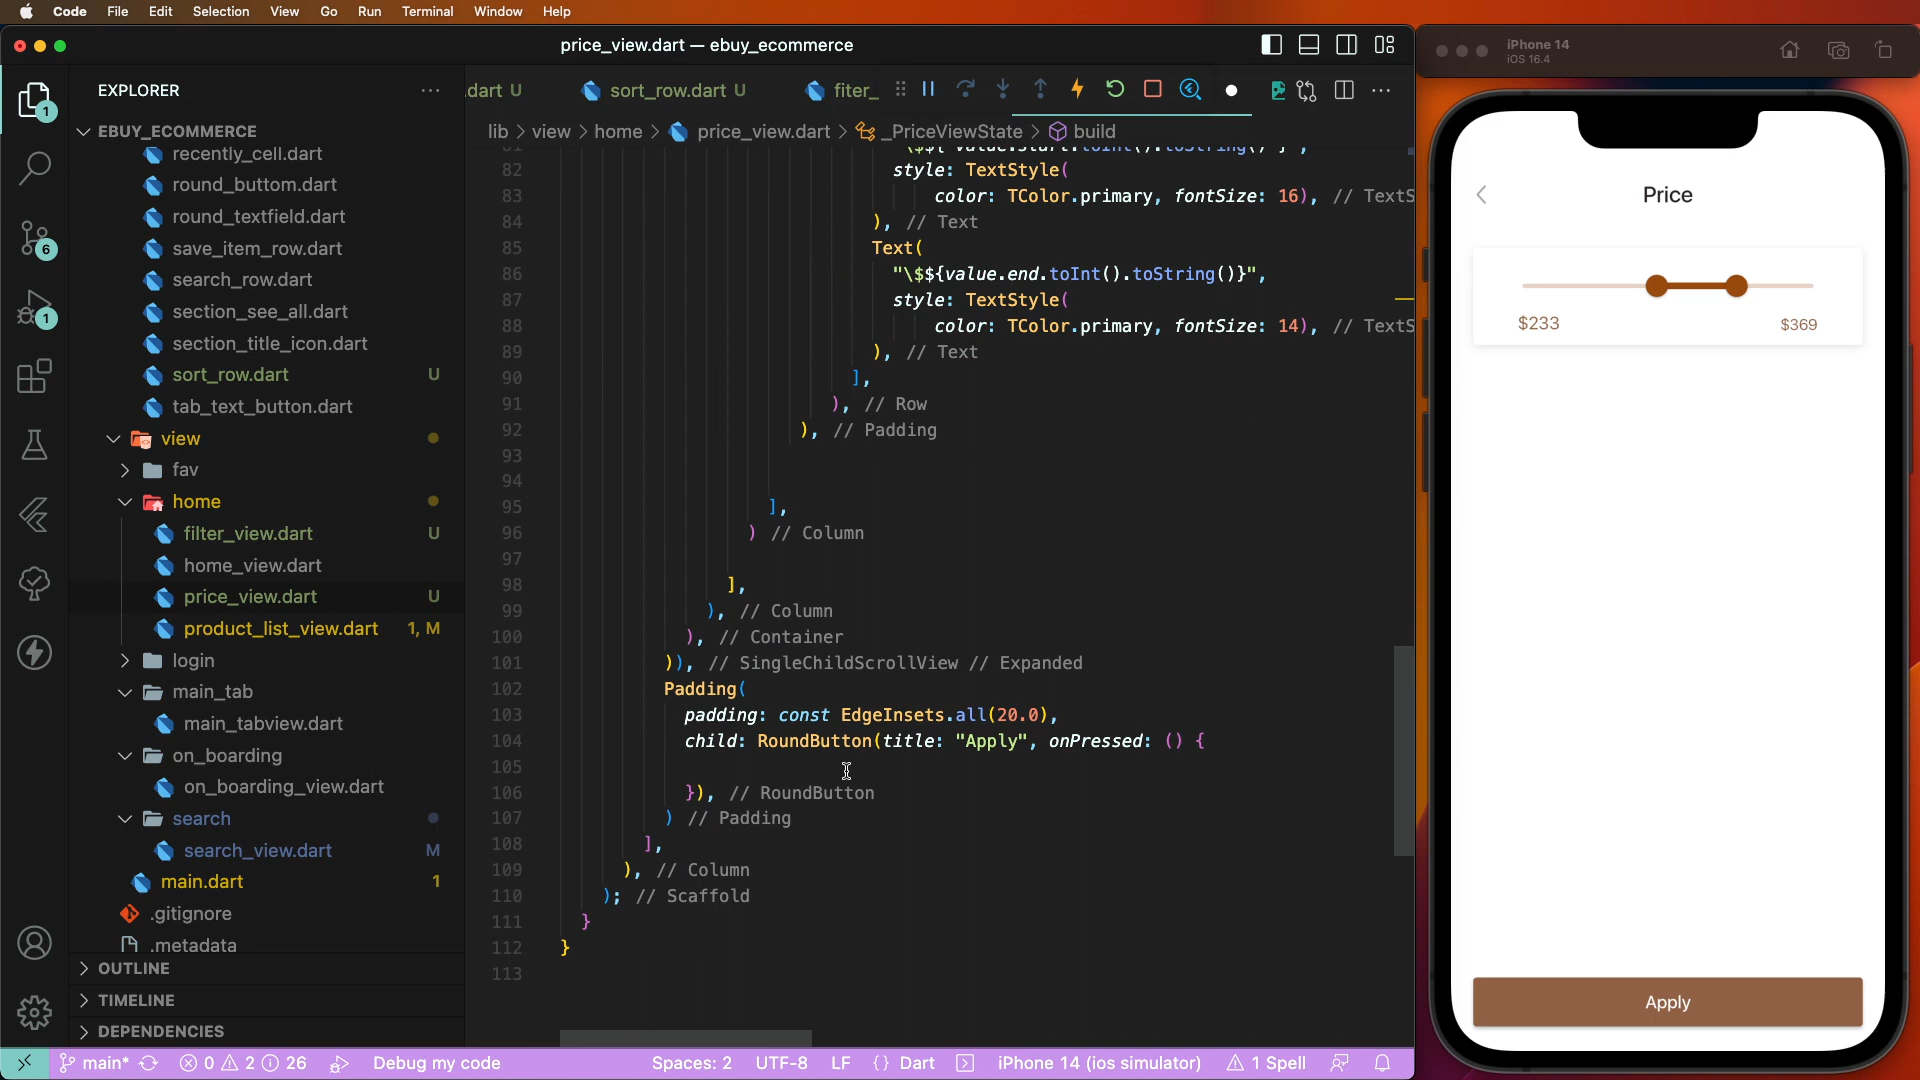 Code File Edit Selection View Go Run Terminal Window Help
price_view.dart — ebuy_ecommerce
iPhone 14
iOS 16.4
EXPLORER
.dart U
sort_row.dart U
fiter_
EBUY_ECOMMERCE
lib > view > home > price_view.dart > _PriceViewState > build
recently_cell.dart
round_buttom.dart
round_textfield.dart
save_item_row.dart
search_row.dart
section_see_all.dart
section_title_icon.dart
sort_row.dart U
tab_text_button.dart
view
fav
home
filter_view.dart U
home_view.dart
price_view.dart U
product_list_view.dart 1, M
login
main_tab
main_tabview.dart
on_boarding
on_boarding_view.dart
search
search_view.dart M
main.dart 1
.gitignore
.metadata
OUTLINE
TIMELINE
DEPENDENCIES
1
6
1
81 "\$${ value.start.toInt().toString() }",
82 style: TextStyle(
83 color: TColor.primary, fontSize: 16), // TextS
84 ), // Text
85 Text(
86 "\$${value.end.toInt().toString()}",
87 style: TextStyle(
88 color: TColor.primary, fontSize: 14), // TextS
89 ), // Text
90 ],
91 ), // Row
92 ), // Padding
93
94
95 ],
96 ) // Column
97
98 ],
99 ), // Column
100 ), // Container
101 )), // SingleChildScrollView // Expanded
102 Padding(
103 padding: const EdgeInsets.all(20.0),
104 child: RoundButton(title: "Apply", onPressed: () {
105
106 }), // RoundButton
107 ) // Padding
108 ],
109 ), // Column
110 ); // Scaffold
111 }
112 }
113
Price
$233
$369
Apply
main* 0 2 26 Debug my code Spaces: 2 UTF-8 LF {} Dart iPhone 14 (ios simulator) 1 Spell